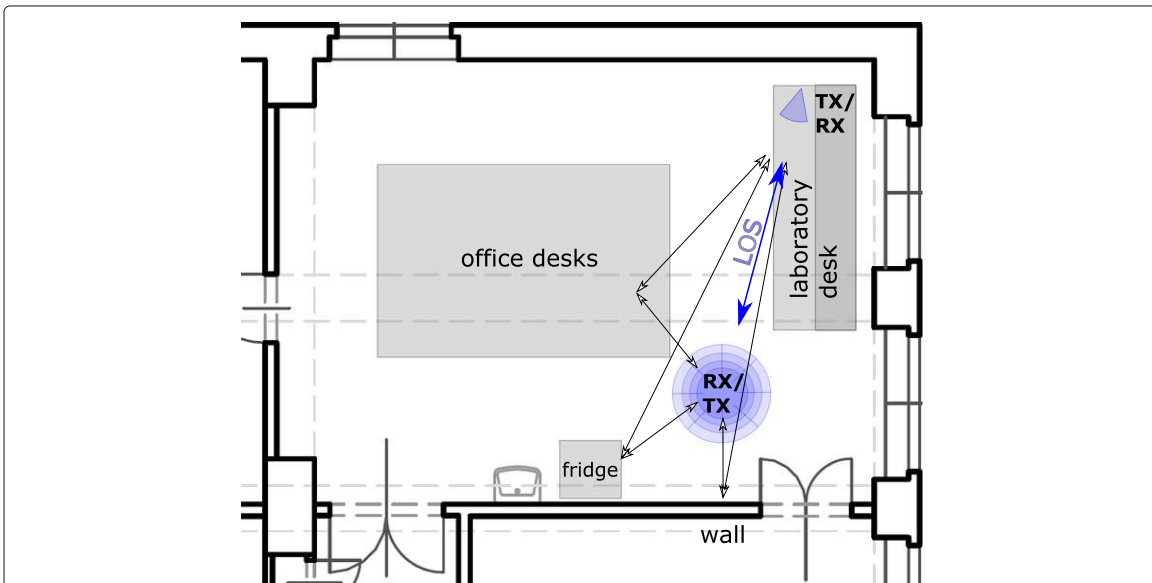 TX/
RX
office desks
LOS
laboratory
desk
RX/
TX
fridge
wall